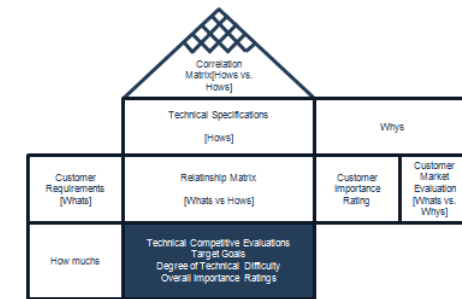 Correlation
Matrix[Hows vs.
Hows]
Technical Specifications
[Hows]
Whys
Customer
Requirements
[Whats]
Relatinship Matrix
[Whats vs Hows]
Customer
Importance
Rating
Customer
Market
Evaluation
[Whats vs.
Whys]
How muchs
Technical Competitive Evaluations
Target Goals
Degree of Technical Difficulty
Overall Importance Ratings